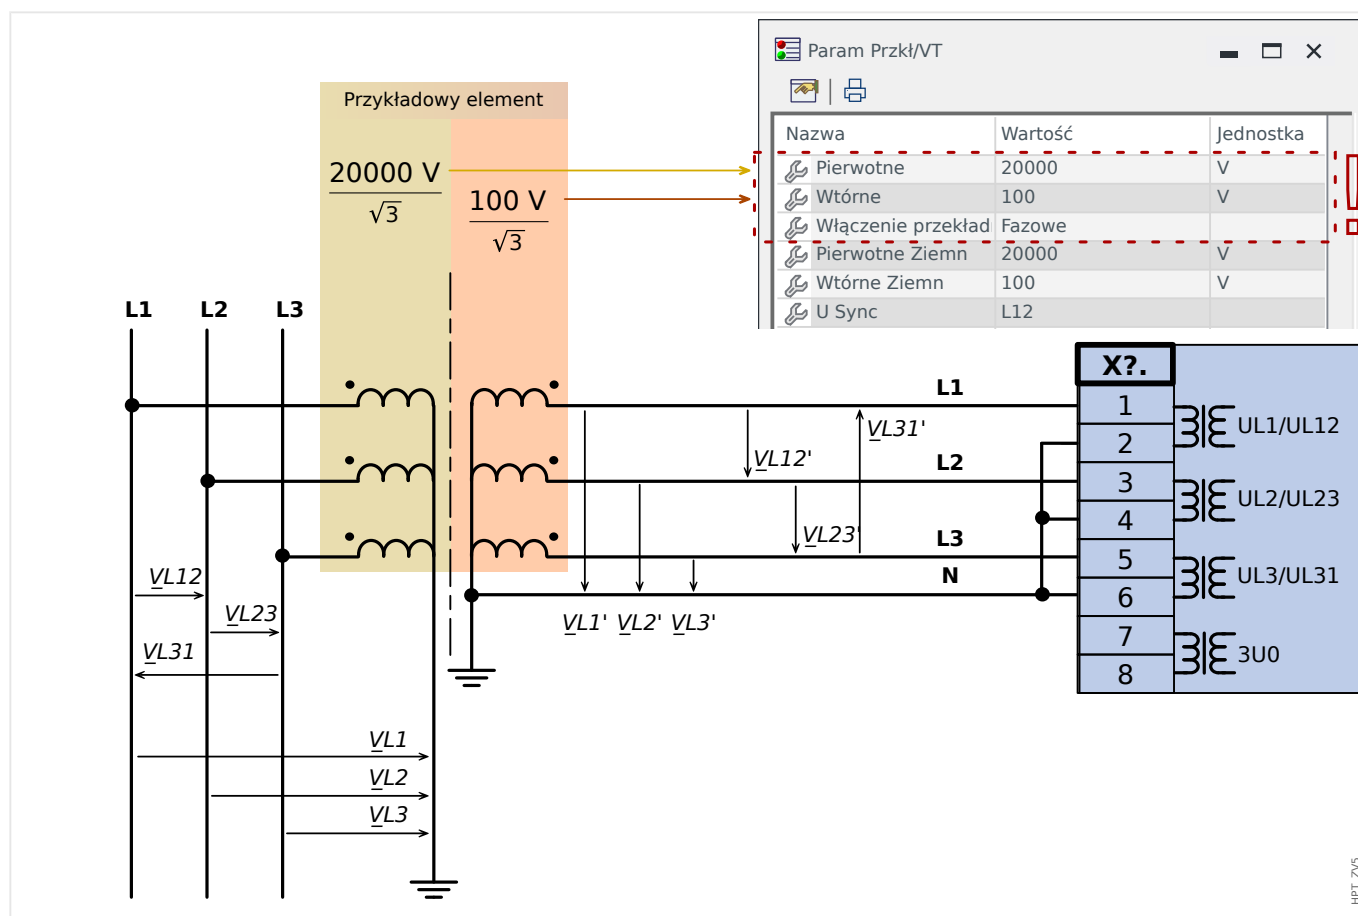 Param Przkł/VT
Nazwa Wartość Jednostka
Pierwotne 20000 V
Wtórne 100 V
Włączenie przekład Fazowe
Pierwotne Ziemn 20000 V
Wtórne Ziemn 100 V
U Sync L12
Przykładowy element
20000 V
√3
100 V
√3
L1 L2 L3
X?.
L1
L2
L3
N
1
2
3
4
5
6
7
8
UL1/UL12
UL2/UL23
UL3/UL31
3U0
VL31'
VL12'
VL23'
VL1' VL2' VL3'
VL12
VL23
VL31
VL1
VL2
VL3
HPT_ZV5